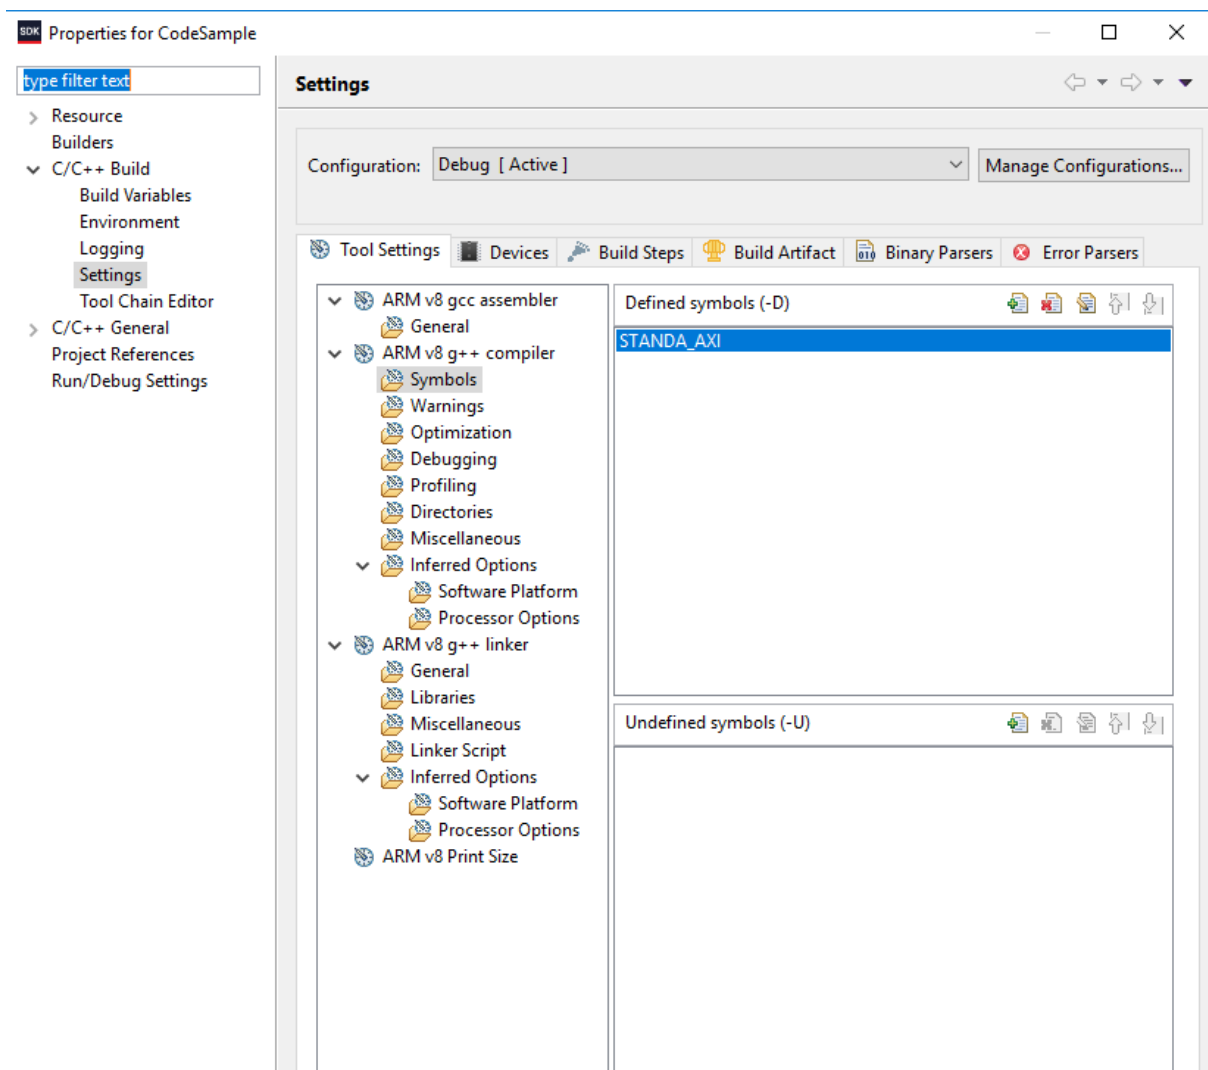 SDK Properties for CodeSample
type filter text
Resource
Builders
C/C++ Build
Build Variables
Environment
Logging
Settings
Tool Chain Editor
C/C++ General
Project References
Run/Debug Settings
Settings
Configuration: Debug [ Active ] Manage Configurations...
Tool Settings Devices Build Steps Build Artifact 010 Binary Parsers Error Parsers
ARM v8 gcc assembler
General
ARM v8 g++ compiler
Symbols
Warnings
Optimization
Debugging
Profiling
Directories
Miscellaneous
Inferred Options
Software Platform
Processor Options
ARM v8 g++ linker
General
Libraries
Miscellaneous
Linker Script
Inferred Options
Software Platform
Processor Options
ARM v8 Print Size
Defined symbols (-D)
STANDA_AXI
Undefined symbols (-U)